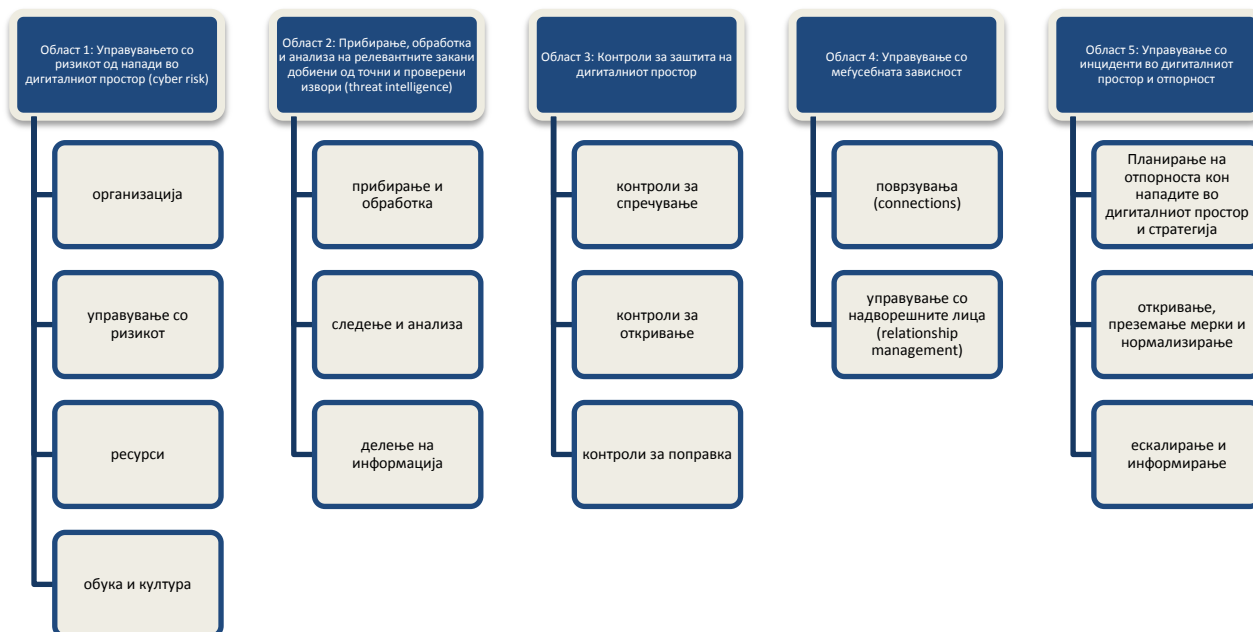 Област 1: Управувањето со
ризикот од напади во
дигиталниот простор (cyber risk)
организација
управување со
ризикот
ресурси
обука и култура
Област 2: Прибирање, обработка
и анализа на релевантните закани
добиени од точни и проверени
извори (threat intelligence)
прибирање и
обработка
следење и анализа
делење на
информација
Област 3: Контроли за заштита на
дигиталниот простор
контроли за
спречување
контроли за
откривање
контроли за поправка
Област 4: Управување со
меѓусебната зависност
поврзувања
(connections)
управување со
надворешните лица
(relationship
management)
Област 5: Управување со
инциденти во дигиталниот
простор и отпорност
Планирање на
отпорноста кон
нападите во
дигиталниот простор
и стратегија
откривање,
преземање мерки и
нормализирање
ескалирање и
информирање